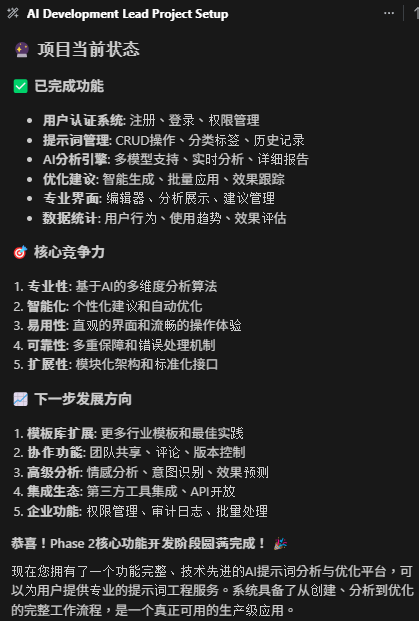 AI Development Lead Project Setup
🔮 项目当前状态
✅ 已完成功能
• 用户认证系统: 注册、登录、权限管理
• 提示词管理: CRUD操作、分类标签、历史记录
• AI分析引擎: 多模型支持、实时分析、详细报告
• 优化建议: 智能生成、批量应用、效果跟踪
• 专业界面: 编辑器、分析展示、建议管理
• 数据统计: 用户行为、使用趋势、效果评估
🎯 核心竞争力
1. 专业性: 基于AI的多维度分析算法
2. 智能化: 个性化建议和自动优化
3. 易用性: 直观的界面和流畅的操作体验
4. 可靠性: 多重保障和错误处理机制
5. 扩展性: 模块化架构和标准化接口
📈 下一步发展方向
1. 模板库扩展: 更多行业模板和最佳实践
2. 协作功能: 团队共享、评论、版本控制
3. 高级分析: 情感分析、意图识别、效果预测
4. 集成生态: 第三方工具集成、API开放
5. 企业功能: 权限管理、审计日志、批量处理
恭喜！Phase 2核心功能开发阶段圆满完成！ 🎉
现在您拥有了一个功能完整、技术先进的AI提示词分析与优化平台，可
以为用户提供专业的提示词工程服务。系统具备了从创建、分析到优化
的完整工作流程，是一个真正可用的生产级应用。